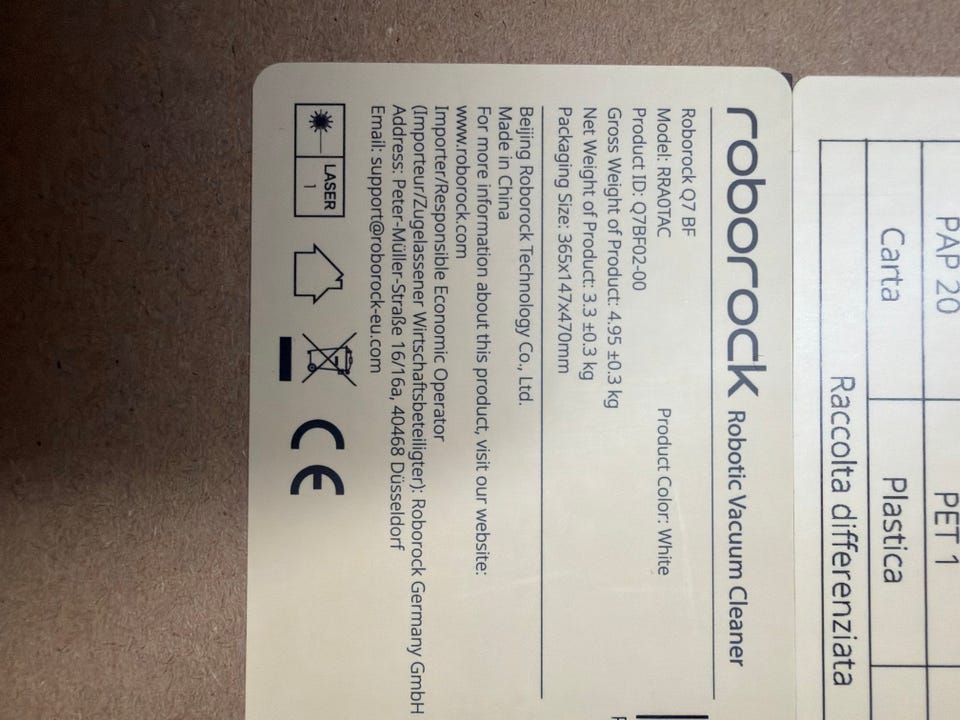 roborock Robotic Vacuum Cleaner
Roborock Q7 BF
Model: RRA0TAC Product Color: White
Product ID: Q7BF02-00
Gross Weight of Product: 4.95 ±0.3 kg
Net Weight of Product: 3.3 ±0.3 kg
Packaging Size: 365x147x470mm
Beijing Roborock Technology Co., Ltd.
Made in China
For more information about this product, visit our website:
www.roborock.com
Importer/Responsible Economic Operator
(Importeur/Zugelassener Wirtschaftsbeteiligter): Roborock Germany GmbH
Address: Peter-Müller-Straße 16/16a, 40468 Düsseldorf
Email: support@roborock-eu.com
LASER
1
CE
PAP 20 PET 1
Carta Plastica
Raccolta differenziata